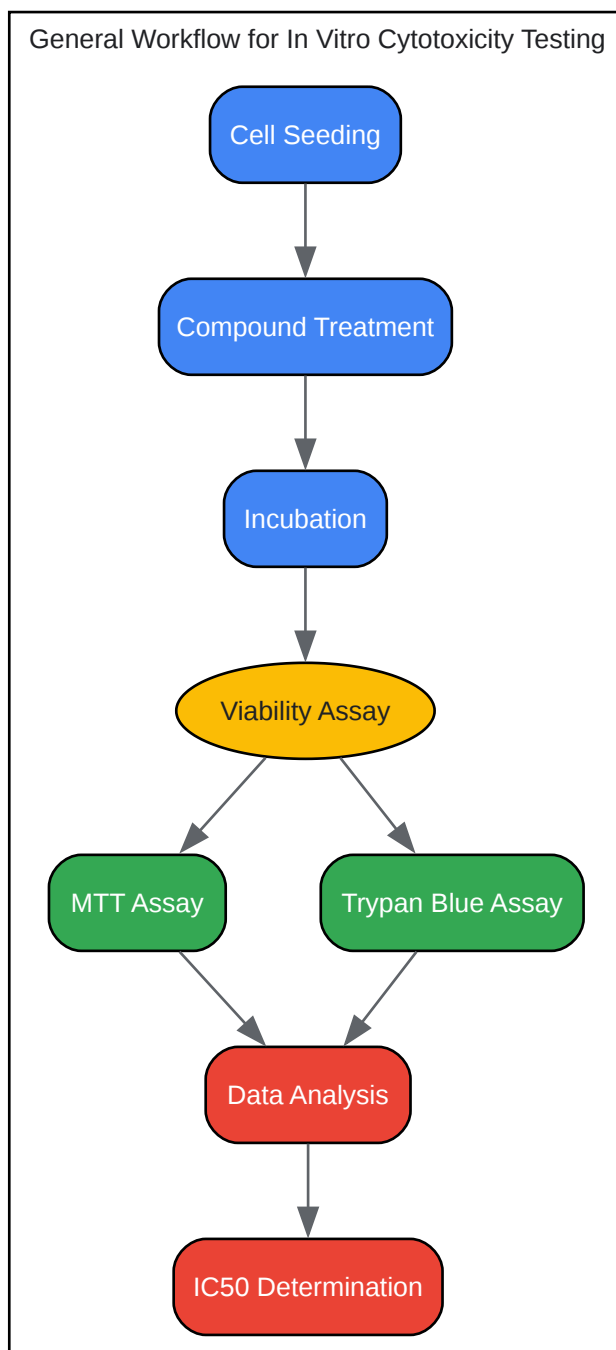 General Workflow for In Vitro Cytotoxicity Testing
Cell Seeding
Compound Treatment
Incubation
Viability Assay
MTT Assay
Trypan Blue Assay
Data Analysis
IC50 Determination